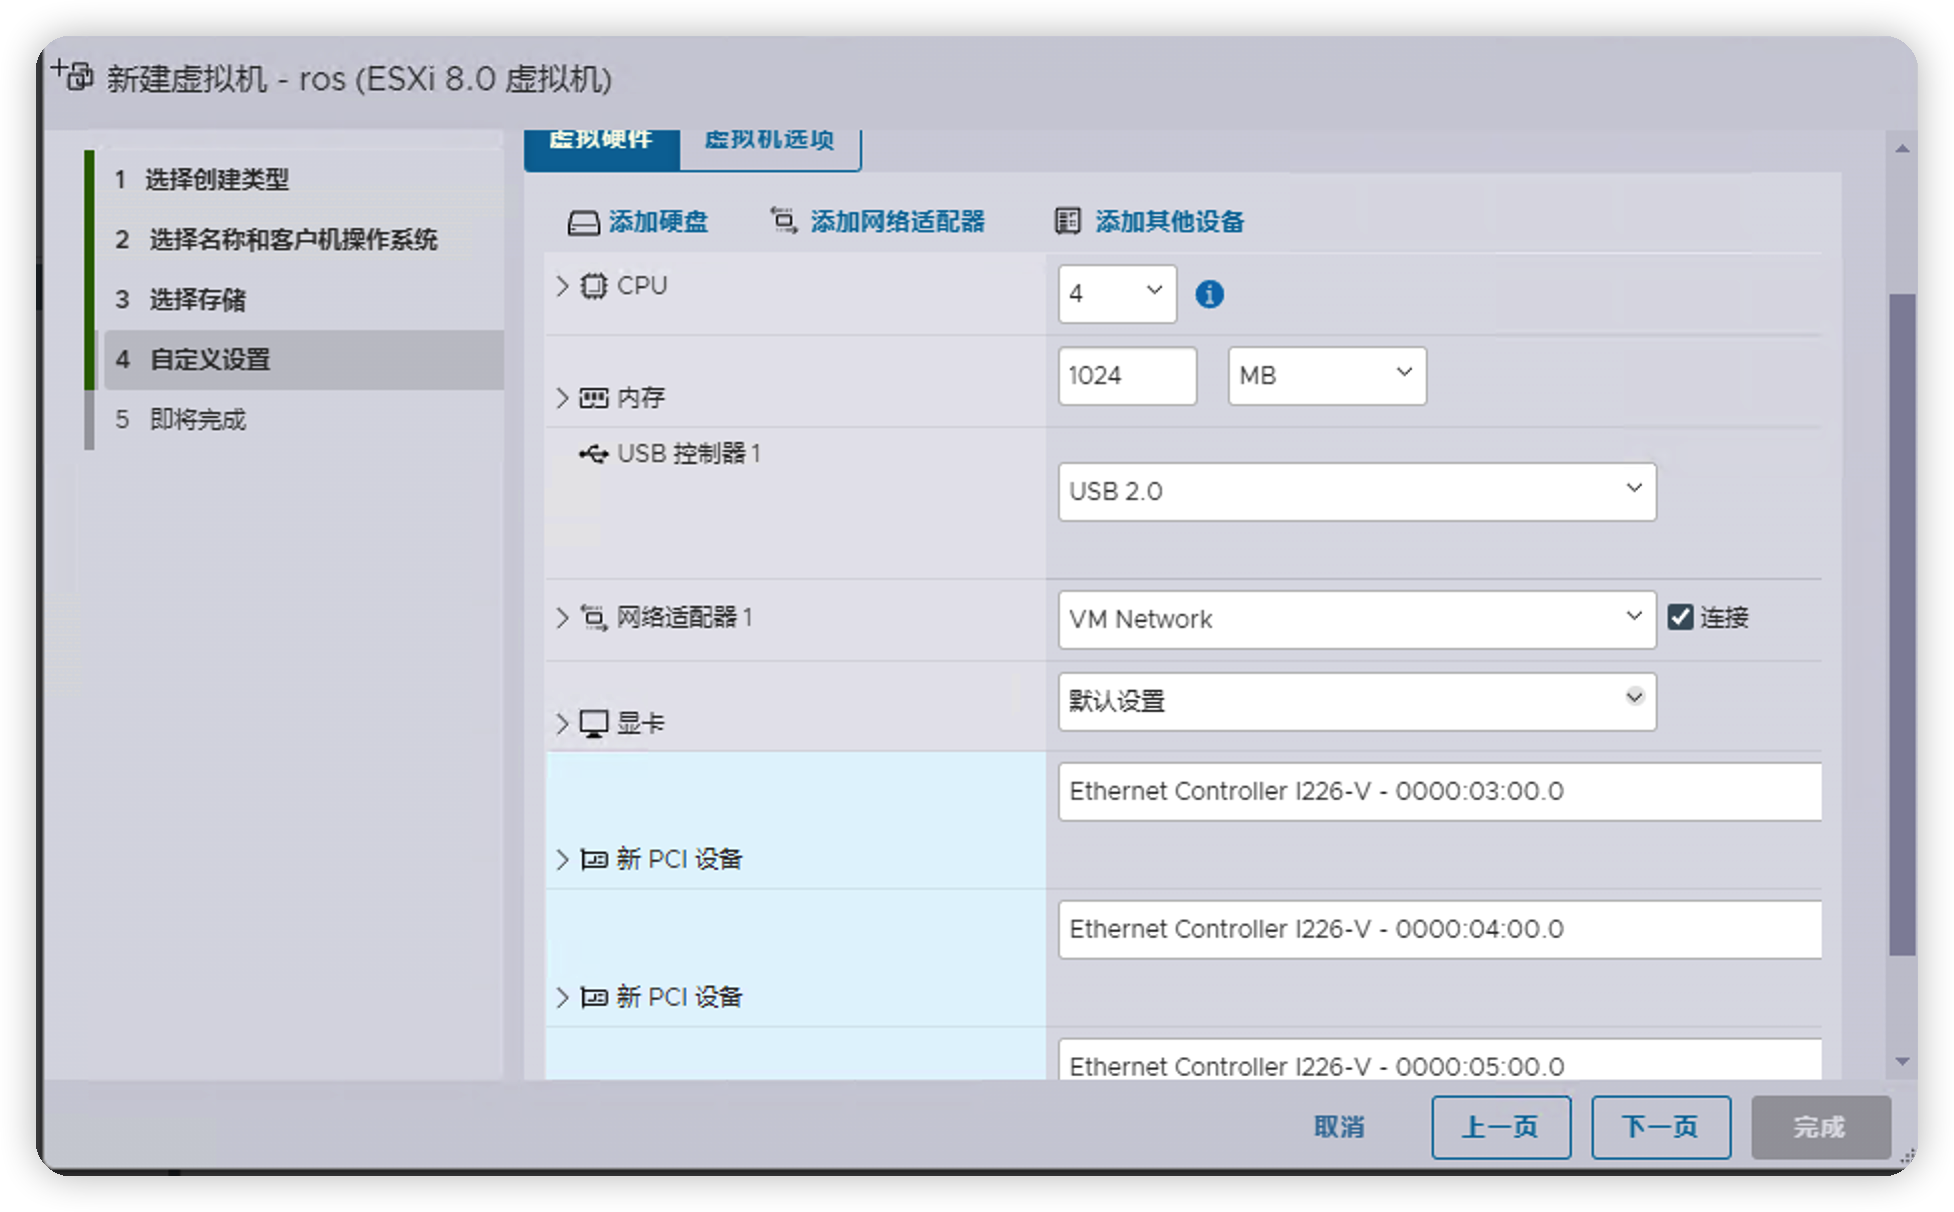 新建虚拟机 - ros (ESXi 8.0 虚拟机)
1 选择创建类型
2 选择名称和客户机操作系统
3 选择存储
4 自定义设置
5 即将完成
虚拟硬件
虚拟机选项
添加硬盘
添加网络适配器
添加其他设备
CPU
4
内存
1024
MB
USB 控制器 1
USB 2.0
网络适配器 1
VM Network
连接
显卡
默认设置
新 PCI 设备
Ethernet Controller I226-V - 0000:03:00.0
新 PCI 设备
Ethernet Controller I226-V - 0000:04:00.0
Ethernet Controller I226-V - 0000:05:00.0
取消
上一页
下一页
完成